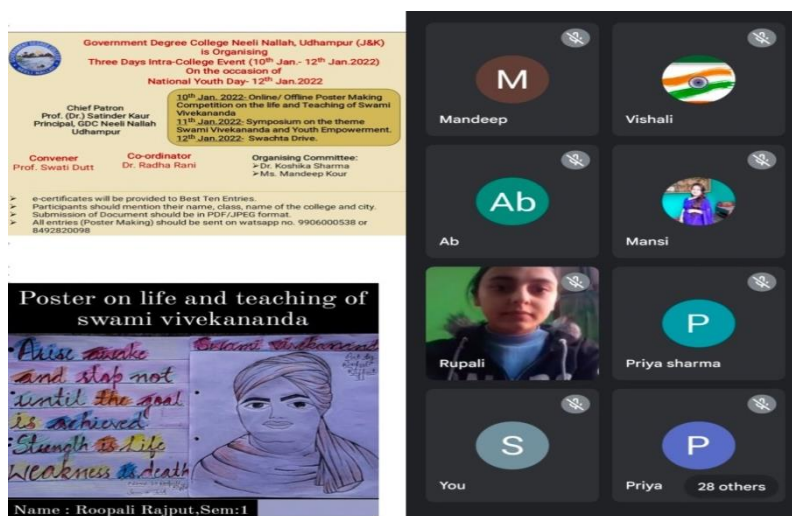 Government Degree College Neeli Nallah, Udhampur (J&K)
is Organising
Three Days Intra-College Event (10th Jan.- 12th Jan.2022)
On the occasion of
National Youth Day- 12th Jan.2022
Chief Patron
Prof. (Dr.) Satinder Kaur
Principal, GDC Neeli Nallah
Udhampur
10th Jan. 2022- Online/ Offline Poster Making
Competition on the life and Teaching of Swami
Vivekananda
11th Jan.2022- Symposium on the theme
Swami Vivekananda and Youth Empowerment.
12th Jan.2022- Swachta Drive.
Convener
Prof. Swati Dutt
Co-ordinator
Dr. Radha Rani
Organising Committee:
➢Dr. Koshika Sharma
➢Ms. Mandeep Kour
➢ e-certificates will be provided to Best Ten Entries.
➢ Participants should mention their name, class, name of the college and city.
➢ Submission of Document should be in PDF/JPEG format.
➢ All entries (Poster Making) should be sent on watsapp no. 9906000538 or
8492820098
Poster on life and teaching of
swami vivekananda
• Arise awake
and stop not
until the goal
is achieved
• Strength is Life
Weakness is death
Swami Vivekanand
Name : Roopali Rajput,Sem:1
M
Mandeep
Vishali
Ab
Ab
Mansi
Rupali
P
Priya sharma
S
You
P
Priya
28 others